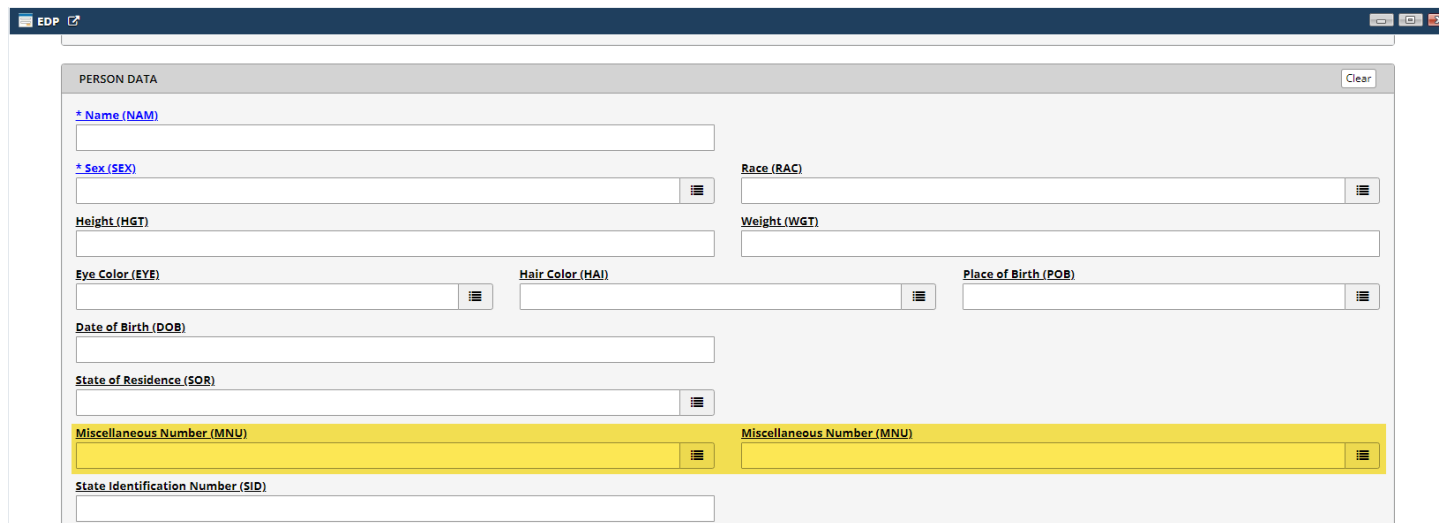 EDP
PERSON DATA Clear
* Name (NAM)
* Sex (SEX) Race (RAC)
Height (HGT) Weight (WGT)
Eye Color (EYE) Hair Color (HAI) Place of Birth (POB)
Date of Birth (DOB)
State of Residence (SOR)
Miscellaneous Number (MNU) Miscellaneous Number (MNU)
State Identification Number (SID)